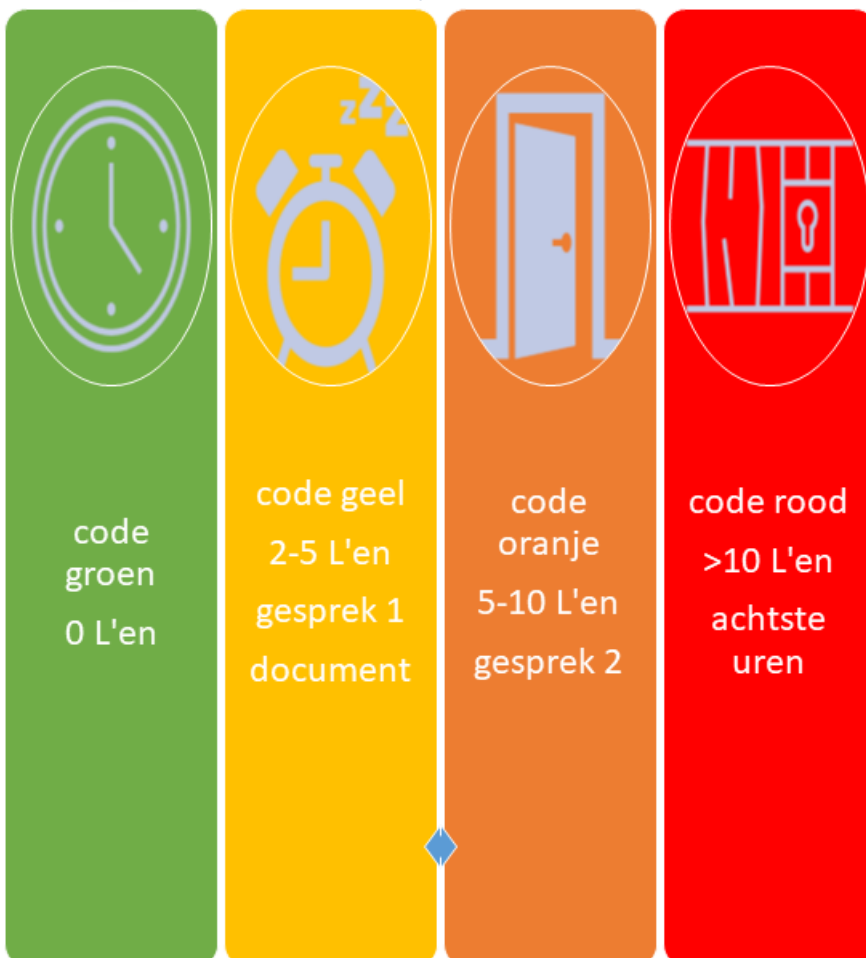 code
groen
0 L'en
code geel
2-5 L'en
gesprek 1
document
code
oranje
5-10 L'en
gesprek 2
code rood
>10 L'en
achtste
uren